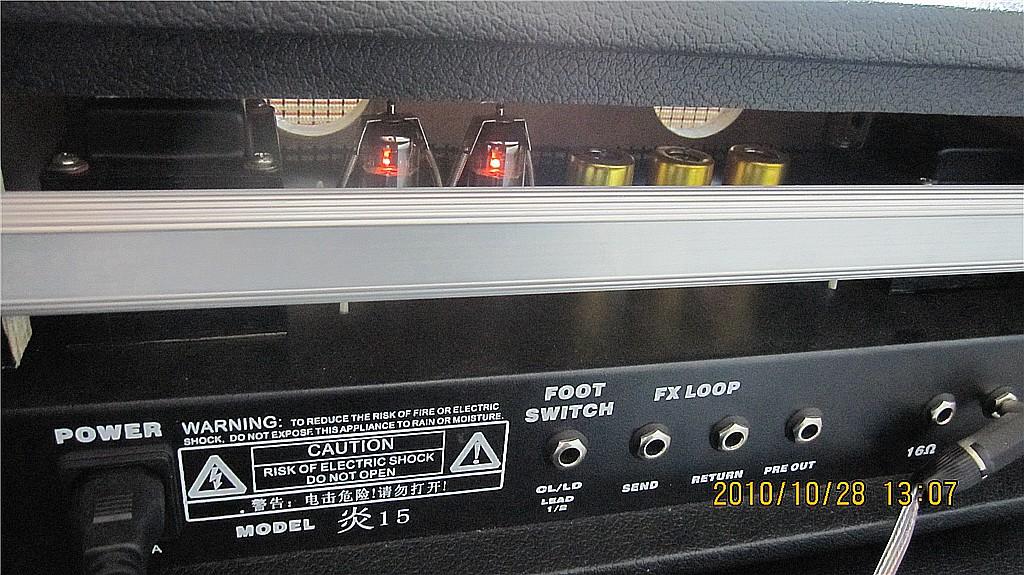 POWER
WARNING: TO REDUCE THE RISK OF FIRE OR ELECTRIC
SHOCK, DO NOT EXPOSE THIS APPLIANCE TO RAIN OR MOISTURE.
CAUTION
RISK OF ELECTRIC SHOCK
DO NOT OPEN
警告：电击危险!请勿打开!
MODEL 炎15
A
FOOT
SWITCH
CL/LD
LEAD
1/2
FX LOOP
SEND
RETURN
PRE OUT
16Ω
2010/10/28 13:07